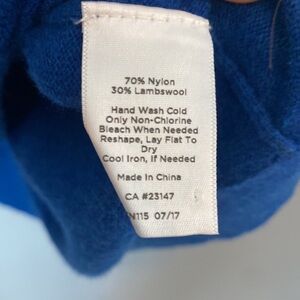 70% Nylon
30% Lambswool
Hand Wash Cold
Only Non-Chlorine
Bleach When Needed
Reshape, Lay Flat To
Dry
Cool Iron, If Needed
Made In China
CA #23147
N115 07/17